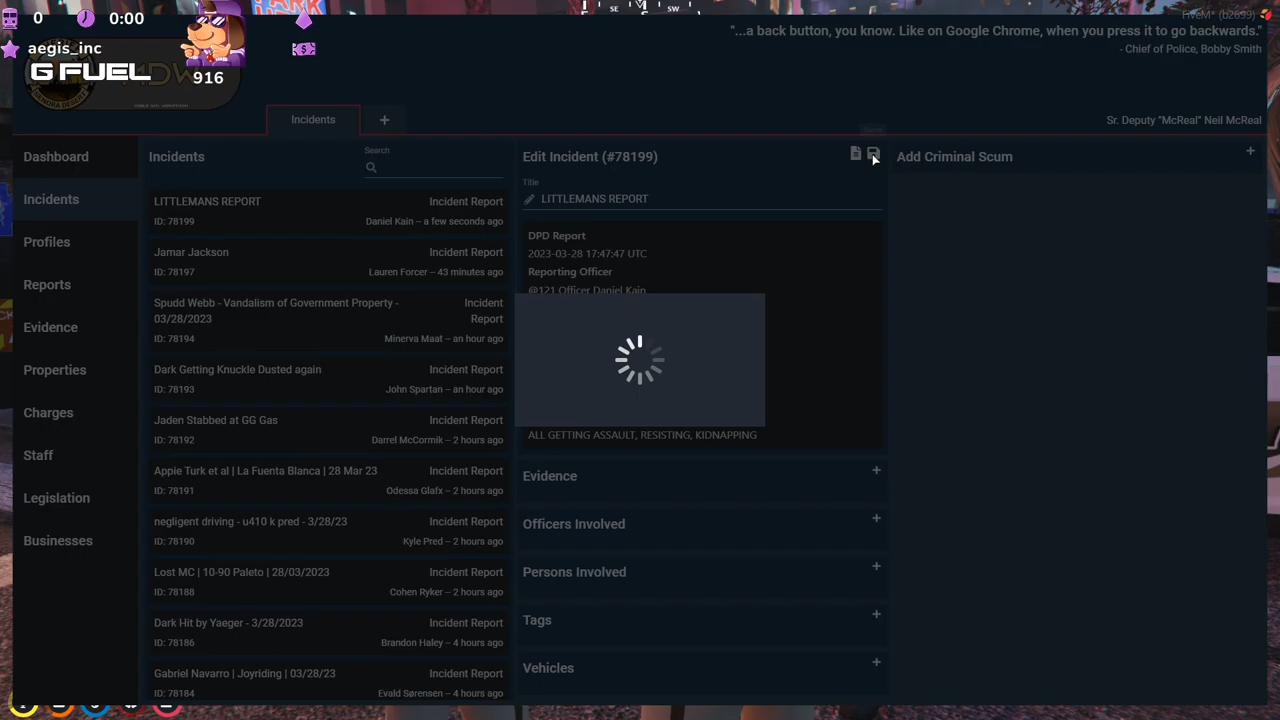 0
0:00
SE
SW
FiveM* (b2699)
aegis_inc
G FUEL
916
MDW
"...a back button, you know. Like on Google Chrome, when you press it to go backwards."
- Chief of Police, Bobby Smith
Incidents
+
Sr. Deputy "McReal" Neil McReal
Dashboard
Incidents
Profiles
Reports
Evidence
Properties
Charges
Staff
Legislation
Businesses
Incidents
Search
LITTLEMANS REPORT
Incident Report
ID: 78199
Daniel Kain – a few seconds ago
Jamar Jackson
Incident Report
ID: 78197
Lauren Forcer – 43 minutes ago
Spudd Webb - Vandalism of Government Property -
03/28/2023
Incident
Report
ID: 78194
Minerva Maat – an hour ago
Dark Getting Knuckle Dusted again
Incident Report
ID: 78193
John Spartan – an hour ago
Jaden Stabbed at GG Gas
Incident Report
ID: 78192
Darrel McCormik – 2 hours ago
Appie Turk et al | La Fuenta Blanca | 28 Mar 23
Incident Report
ID: 78191
Odessa Glafx – 2 hours ago
negligent driving - u410 k pred - 3/28/23
Incident Report
ID: 78190
Kyle Pred – 2 hours ago
Lost MC | 10-90 Paleto | 28/03/2023
Incident Report
ID: 78188
Cohen Ryker – 2 hours ago
Dark Hit by Yaeger - 3/28/2023
Incident Report
ID: 78186
Brandon Haley – 4 hours ago
Gabriel Navarro | Joyriding | 03/28/23
Incident Report
ID: 78184
Evald Sørensen – 4 hours ago
Edit Incident (#78199)
Title
LITTLEMANS REPORT
DPD Report
2023-03-28 17:47:47 UTC
Reporting Officer
@121 Officer Daniel Kain
ALL GETTING ASSAULT, RESISTING, KIDNAPPING
Evidence
+
Officers Involved
+
Persons Involved
+
Tags
+
Vehicles
+
Add Criminal Scum
+